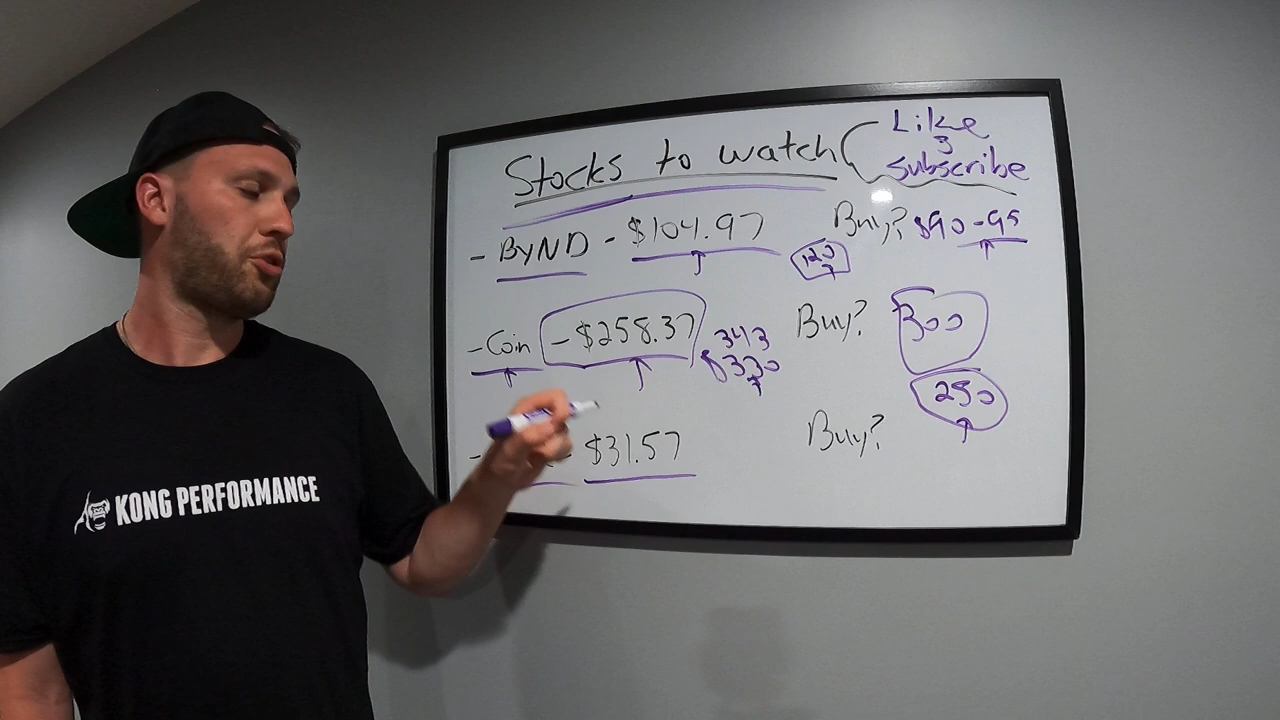 Stocks to watch
Like
&
Subscribe
- BYND - $104.97
120
Buy? $90-95
- Coin - $258.37
343
$330
Buy? 300
250
- $31.57
Buy?
KONG PERFORMANCE